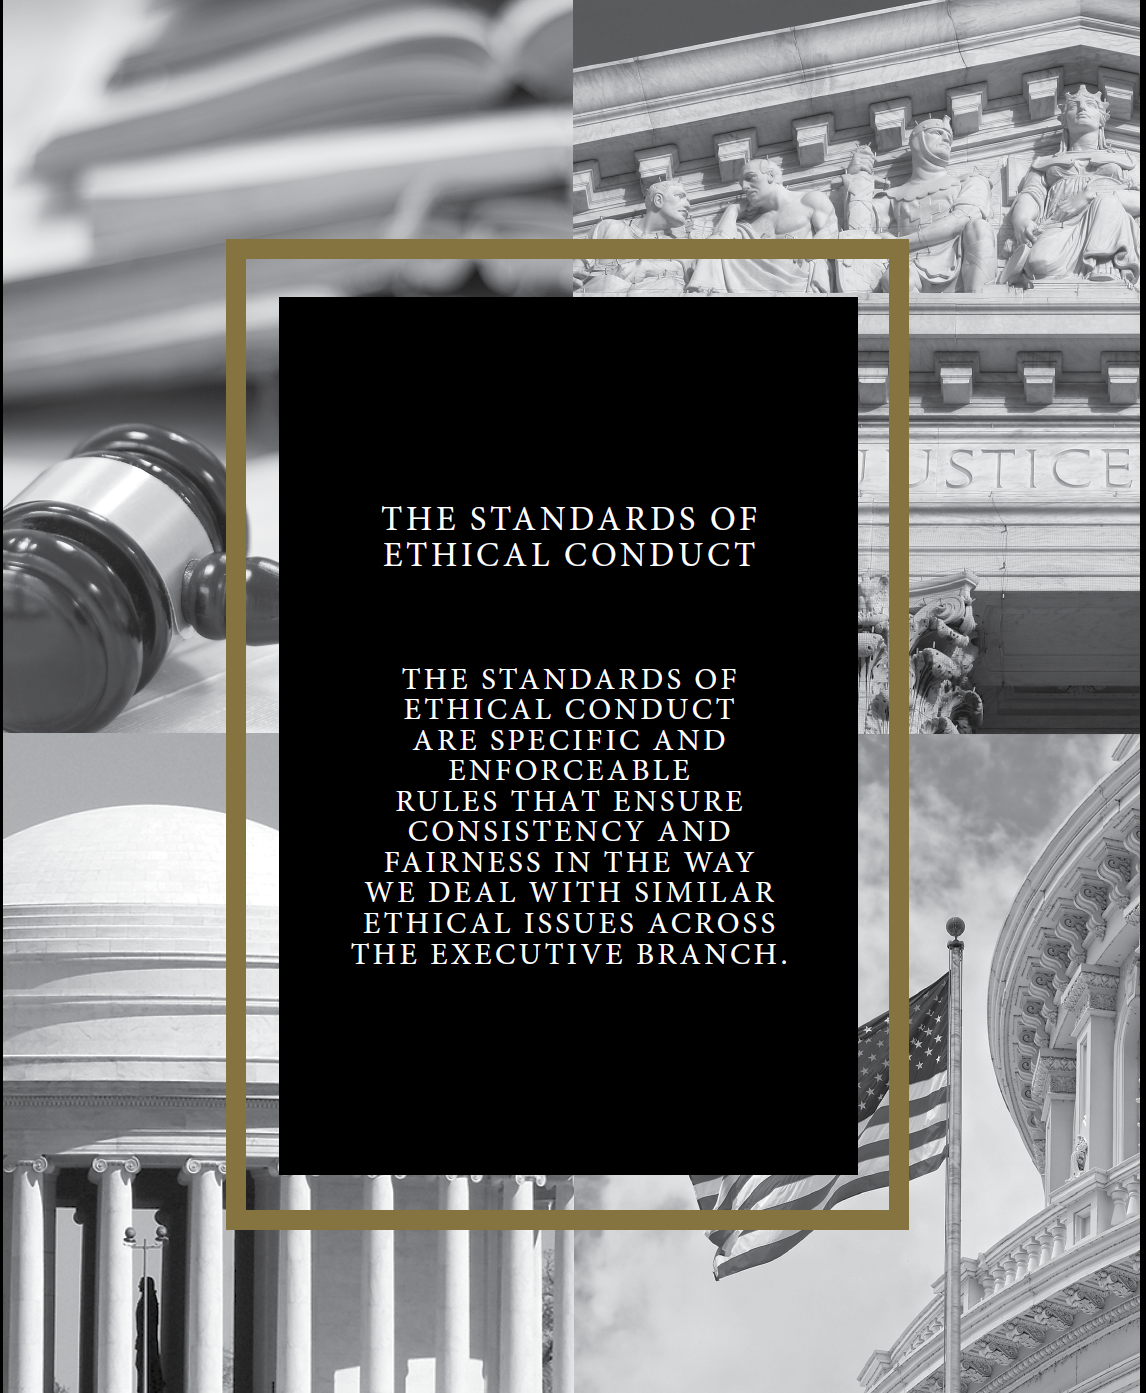 JUSTICE
THE STANDARDS OF
ETHICAL CONDUCT
THE STANDARDS OF
ETHICAL CONDUCT
ARE SPECIFIC AND
ENFORCEABLE
RULES THAT ENSURE
CONSISTENCY AND
FAIRNESS IN THE WAY
WE DEAL WITH SIMILAR
ETHICAL ISSUES ACROSS
THE EXECUTIVE BRANCH.